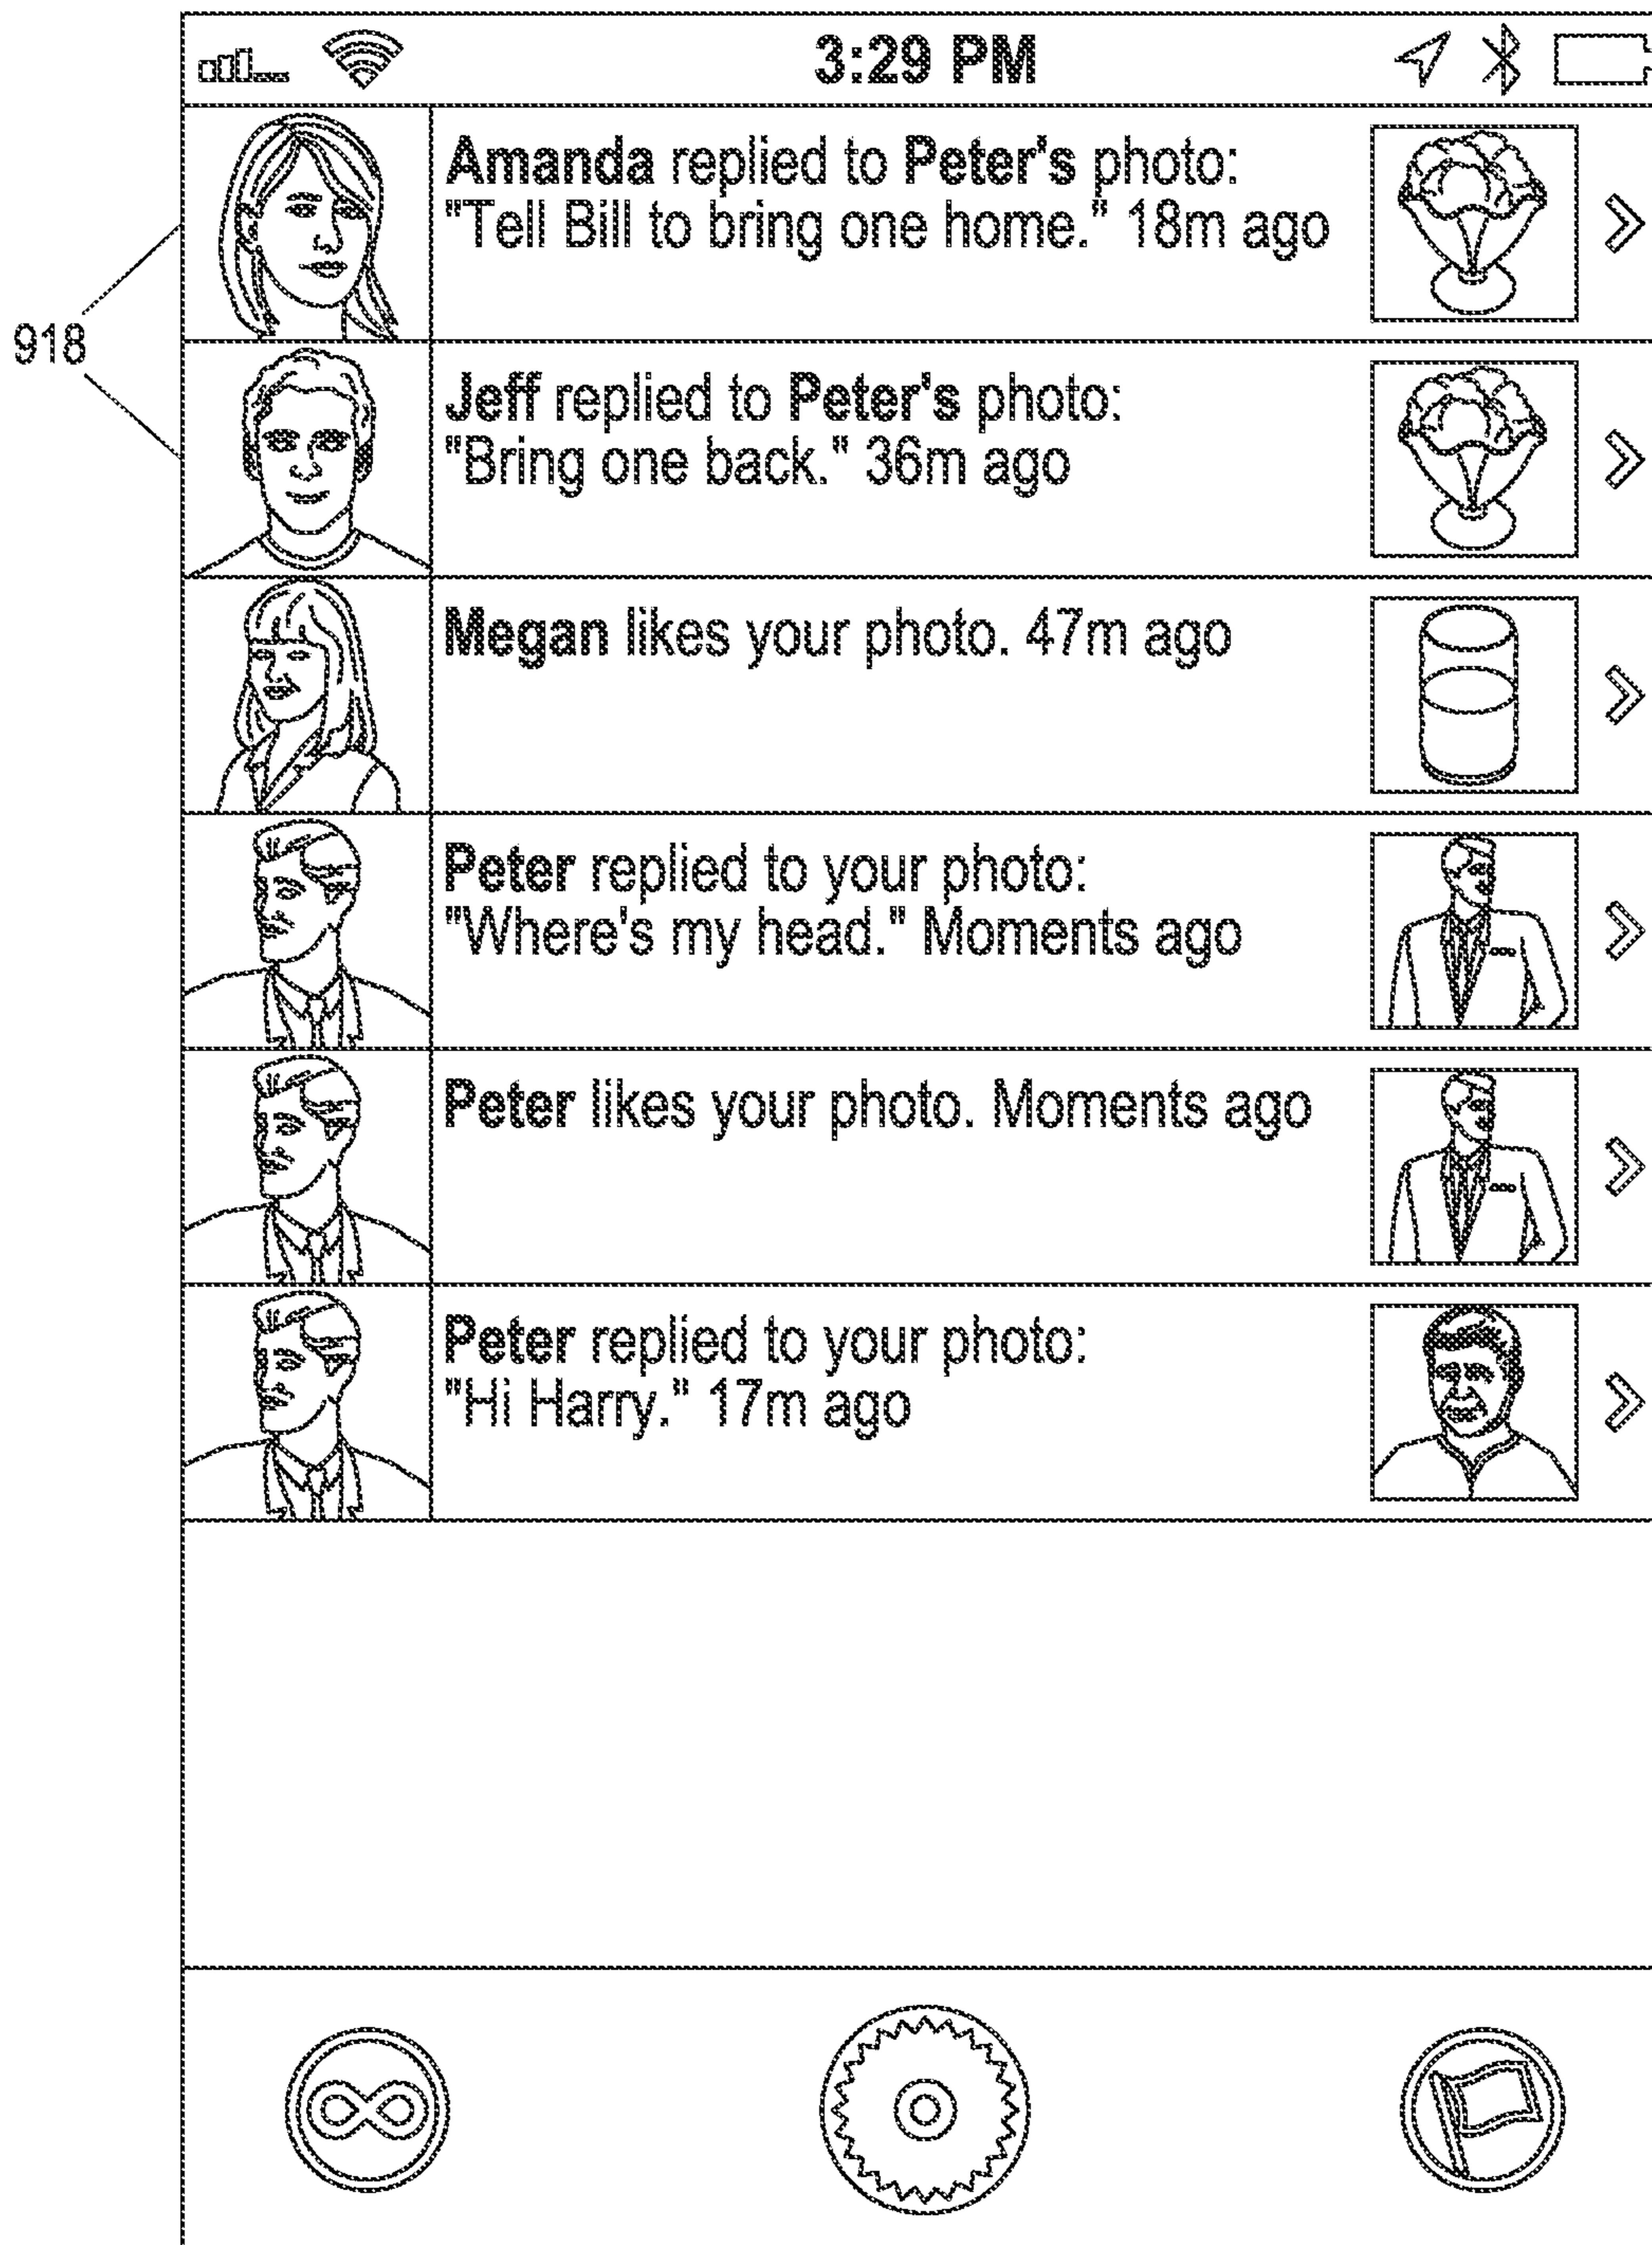 3:29 PM
Amanda replied to Peter's photo:
"Tell Bill to bring one home." 18m ago
918
Jeff replied to Peter's photo:
"Bring one back." 36m ago
Megan likes your photo. 47m ago
Peter replied to your photo:
"Where's my head." Moments ago
Peter likes your photo. Moments ago
Peter replied to your photo:
"Hi Harry." 17m ago